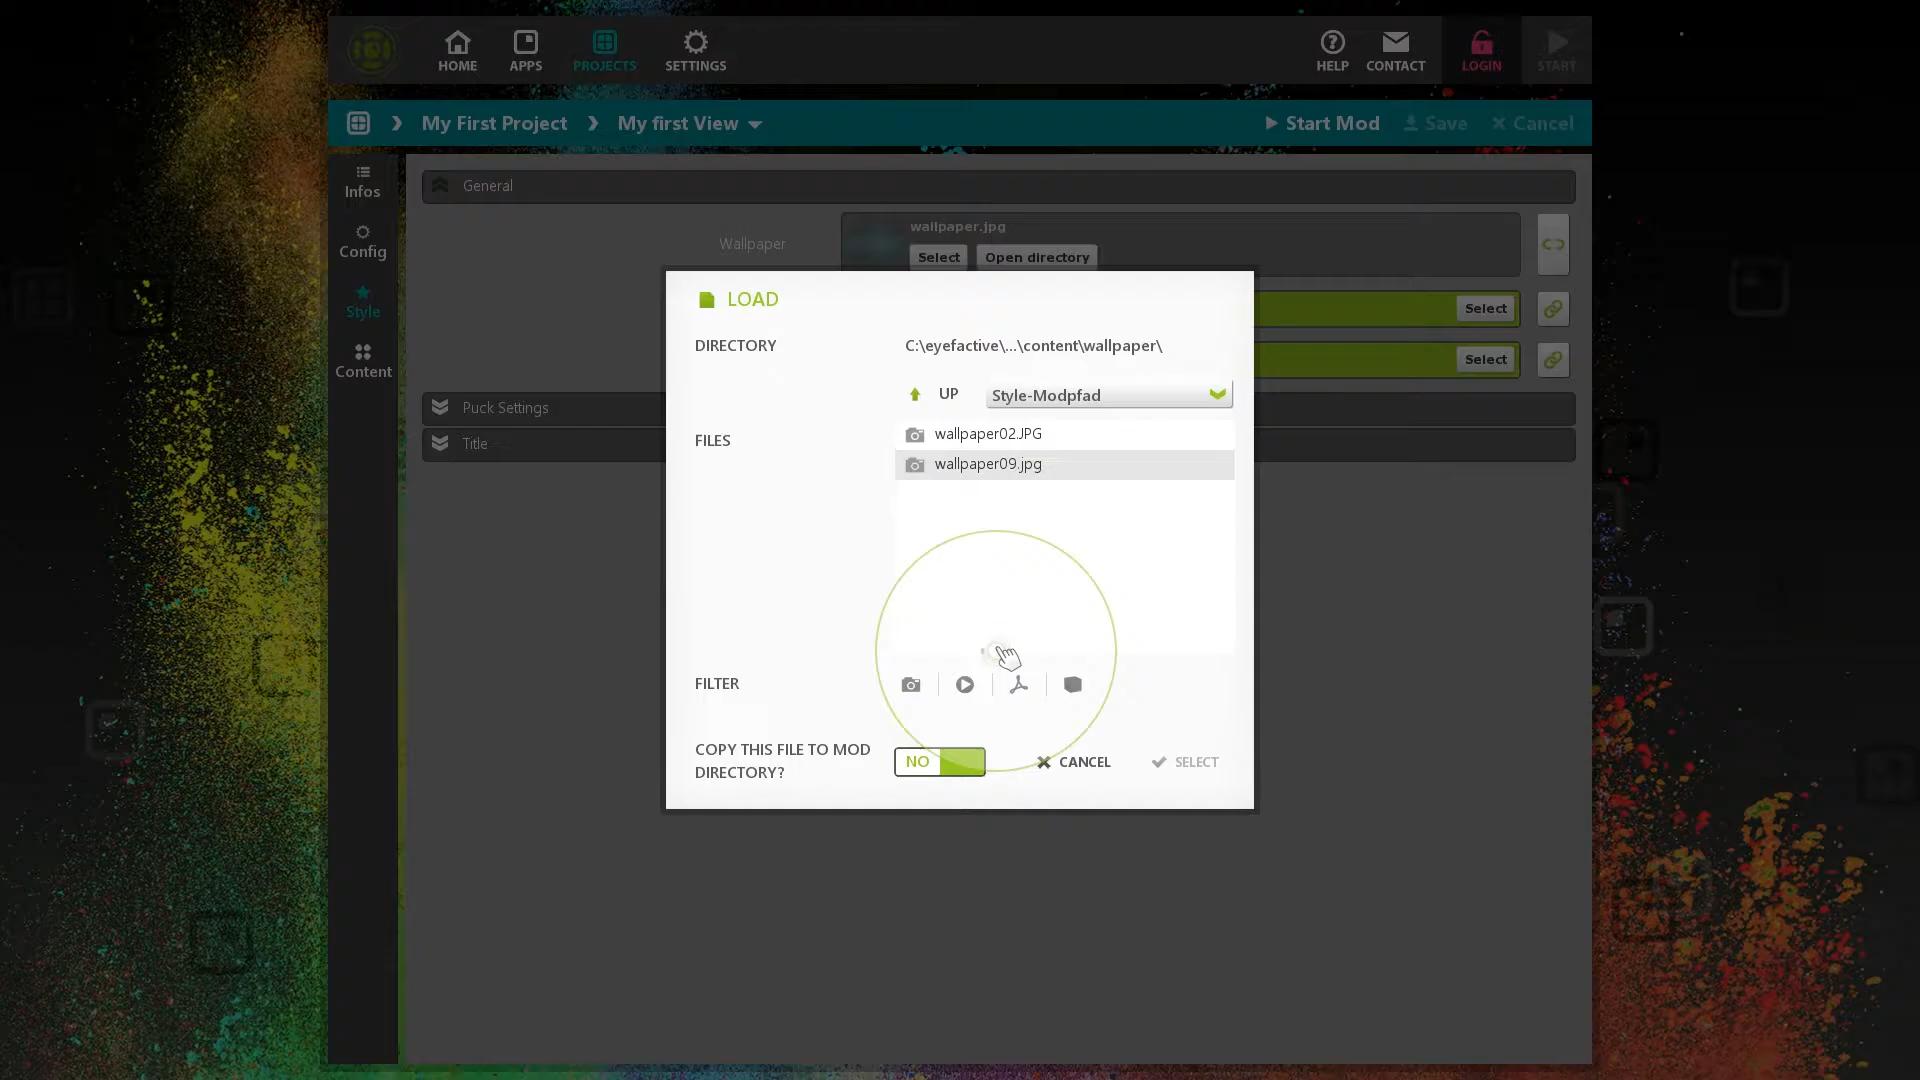 HOME
APPS
PROJECTS
SETTINGS
HELP
CONTACT
LOGIN
START
My First Project
My first View
Start Mod
Save
Cancel
Infos
Config
Style
Content
General
Wallpaper
wallpaper.jpg
Select
Open directory
Select
Select
Puck Settings
Title
LOAD
DIRECTORY
C:\eyefactive\...\content\wallpaper\
UP
Style-Modpfad
FILES
wallpaper02.JPG
wallpaper09.jpg
FILTER
COPY THIS FILE TO MOD
DIRECTORY?
NO
CANCEL
SELECT